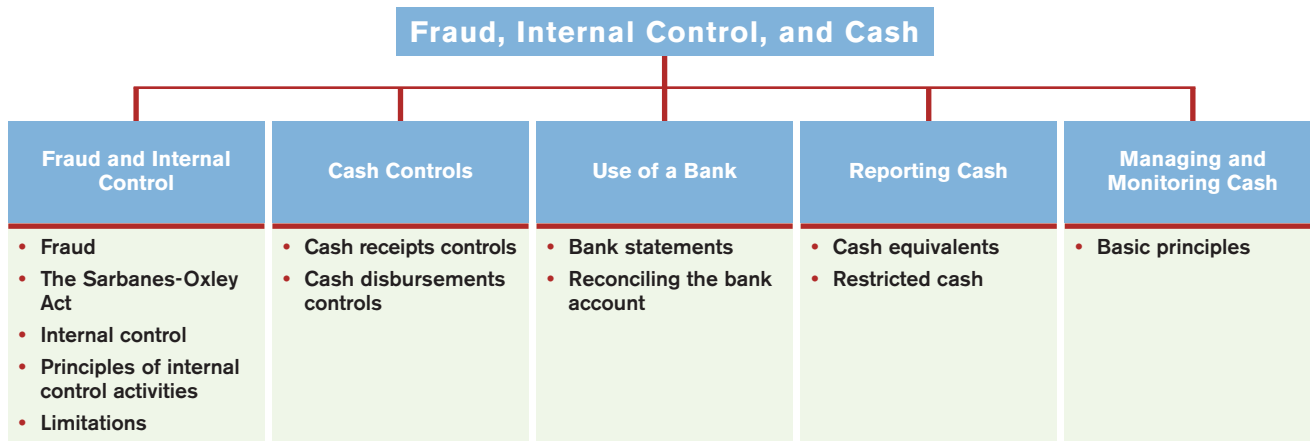 Fraud, Internal Control, and Cash
Fraud and Internal
Control
• Fraud
• The Sarbanes-Oxley
Act
• Internal control
• Principles of internal
control activities
• Limitations
Cash Controls
• Cash receipts controls
• Cash disbursements
controls
Use of a Bank
• Bank statements
• Reconciling the bank
account
Reporting Cash
• Cash equivalents
• Restricted cash
Managing and
Monitoring Cash
• Basic principles